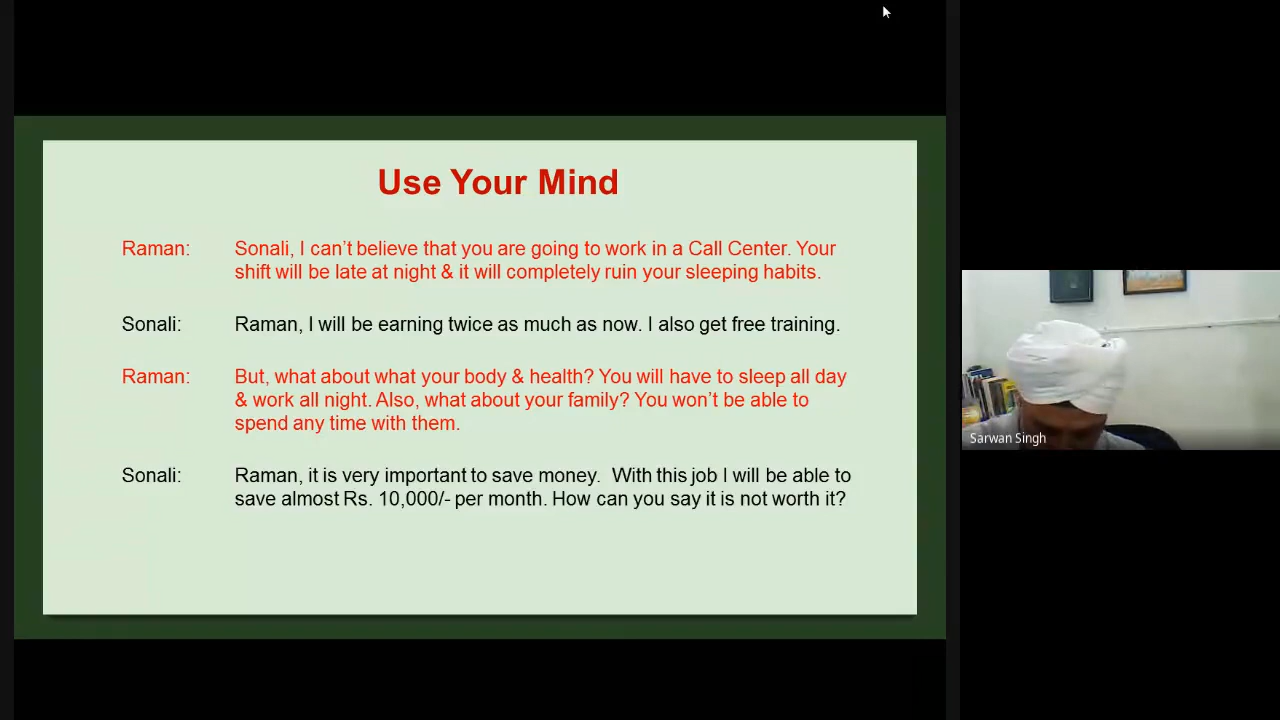 Use Your Mind
Raman: Sonali, I can't believe that you are going to work in a Call Center. Your
shift will be late at night & it will completely ruin your sleeping habits.
Sonali: Raman, I will be earning twice as much as now. I also get free training.
Raman: But, what about what your body & health? You will have to sleep all day
& work all night. Also, what about your family? You won't be able to
spend any time with them.
Sonali: Raman, it is very important to save money.  With this job I will be able to
save almost Rs. 10,000/- per month. How can you say it is not worth it?
Sarwan Singh